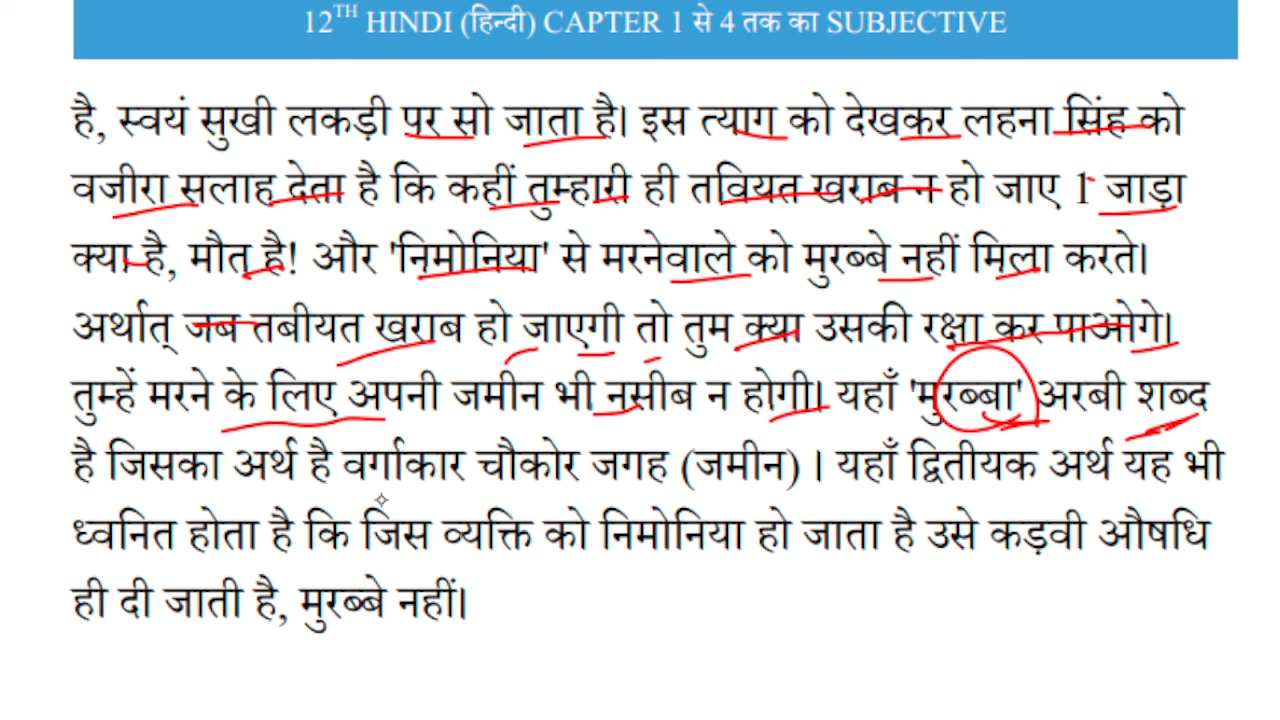 12TH HINDI (हिन्दी) CAPTER 1 से 4 तक का SUBJECTIVE
है, स्वयं सुखी लकड़ी पर सो जाता है। इस त्याग को देखकर लहना सिंह को
वजीरा सलाह देता है कि कहीं तुम्हारी ही तवियत खराब न हो जाए 1 जाड़ा
क्या है, मौत है! और 'निमोनिया' से मरनेवाले को मुरब्बे नहीं मिला करते।
अर्थात् जब तबीयत खराब हो जाएगी तो तुम क्या उसकी रक्षा कर पाओगे।
तुम्हें मरने के लिए अपनी जमीन भी नसीब न होगी। यहाँ 'मुरब्बा' अरबी शब्द
है जिसका अर्थ है वर्गाकार चौकोर जगह (जमीन) । यहाँ द्वितीयक अर्थ यह भी
ध्वनित होता है कि जिस व्यक्ति को निमोनिया हो जाता है उसे कड़वी औषधि
ही दी जाती है, मुरब्बे नहीं।